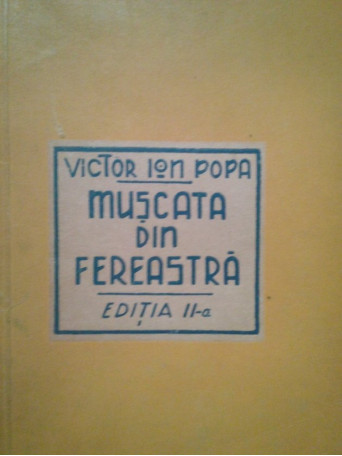 VICTOR ION POPA
MUȘCATA
DIN
FEREASTRĂ
EDIȚIA II-a